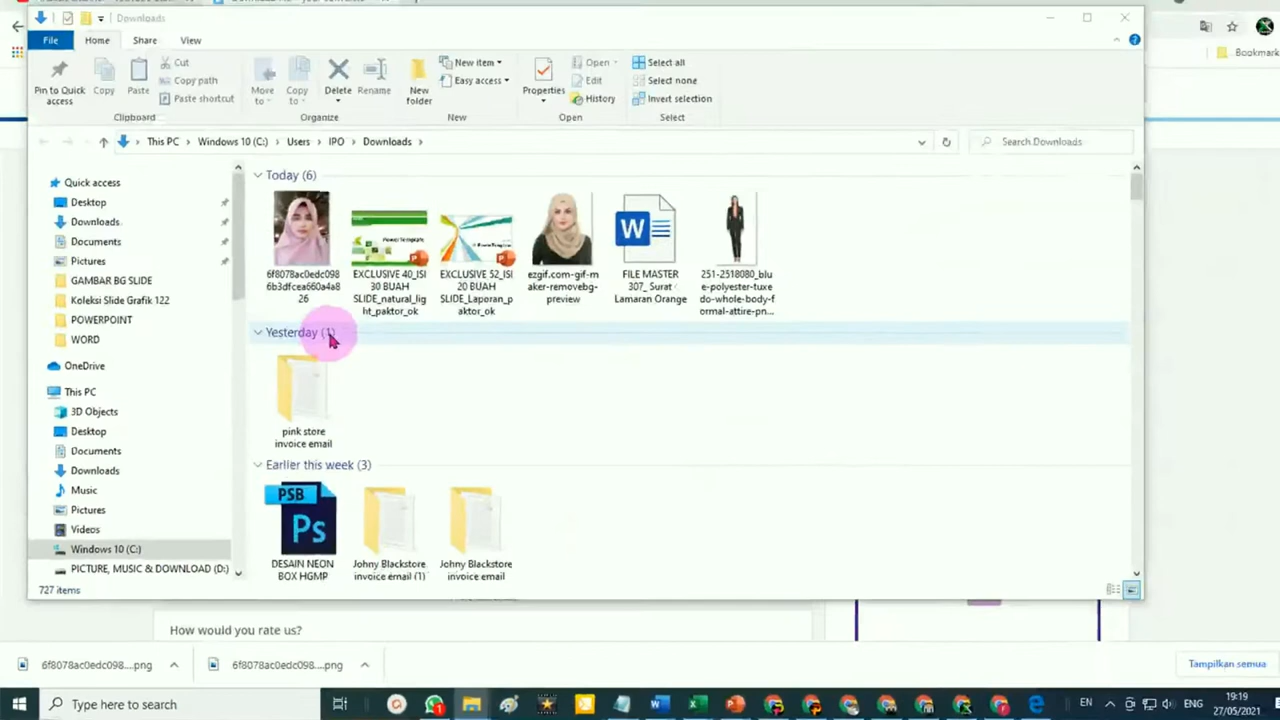 Downloads
File Home Share View
Pin to Quick access
Copy
Paste
Cut
Copy path
Paste shortcut
Clipboard
Move to
Copy to
Delete
Rename
Organize
New folder
New item
Easy access
New
Properties
Open
Edit
History
Open
Select all
Select none
Invert selection
Select
Bookmark
This PC > Windows 10 (C:) > Users > IPO > Downloads >
Search Downloads
Quick access
Desktop
Downloads
Documents
Pictures
GAMBAR BG SLIDE
Koleksi Slide Grafik 122
POWERPOINT
WORD
OneDrive
This PC
3D Objects
Desktop
Documents
Downloads
Music
Pictures
Videos
Windows 10 (C:)
PICTURE, MUSIC & DOWNLOAD (D:)
Today (6)
6f8078ac0edc098
6b3dfcea660a4a8
26
EXCLUSIVE 40_ISI
30 BUAH
SLIDE_natural_lig
ht_paktor_ok
EXCLUSIVE 52_ISI
20 BUAH
SLIDE_Laporan_p
aktor_ok
ezgif.com-gif-m
aker-removebg-
preview
FILE MASTER
307_ Surat
Lamaran Orange
251-2518080_blu
e-polyester-tuxe
do-whole-body-f
ormal-attire-pn...
Yesterday (1)
pink store
invoice email
Earlier this week (3)
PSB
Ps
DESAIN NEON
BOX HGMP
Johny Blackstore
invoice email (1)
Johny Blackstore
invoice email
727 items
How would you rate us?
6f8078ac0edc098....png
6f8078ac0edc098....png
Tampilkan semua
Type here to search
EN
ENG
19:19
27/05/2021